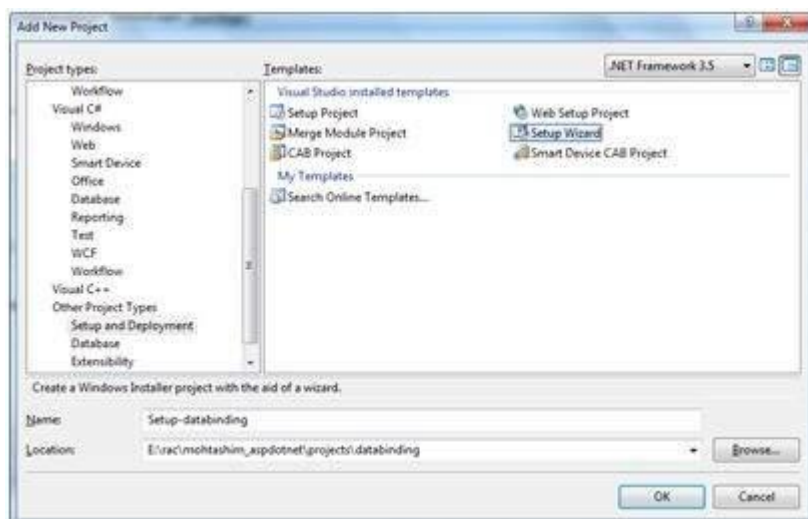 Add New Project
Project types:
Templates:
.NET Framework 3.5
Workflow
Visual C#
Windows
Web
Smart Device
Office
Database
Reporting
Test
WCF
Workflow
Visual C++
Other Project Types
Setup and Deployment
Database
Extensibility
Visual Studio installed templates
Setup Project
Web Setup Project
Merge Module Project
Setup Wizard
CAB Project
Smart Device CAB Project
My Templates
Search Online Templates...
Create a Windows Installer project with the aid of a wizard.
Name:
Setup-databinding
Location:
E:\rac\mohtashim_aspdotnet\projects\databinding
Browse...
OK
Cancel